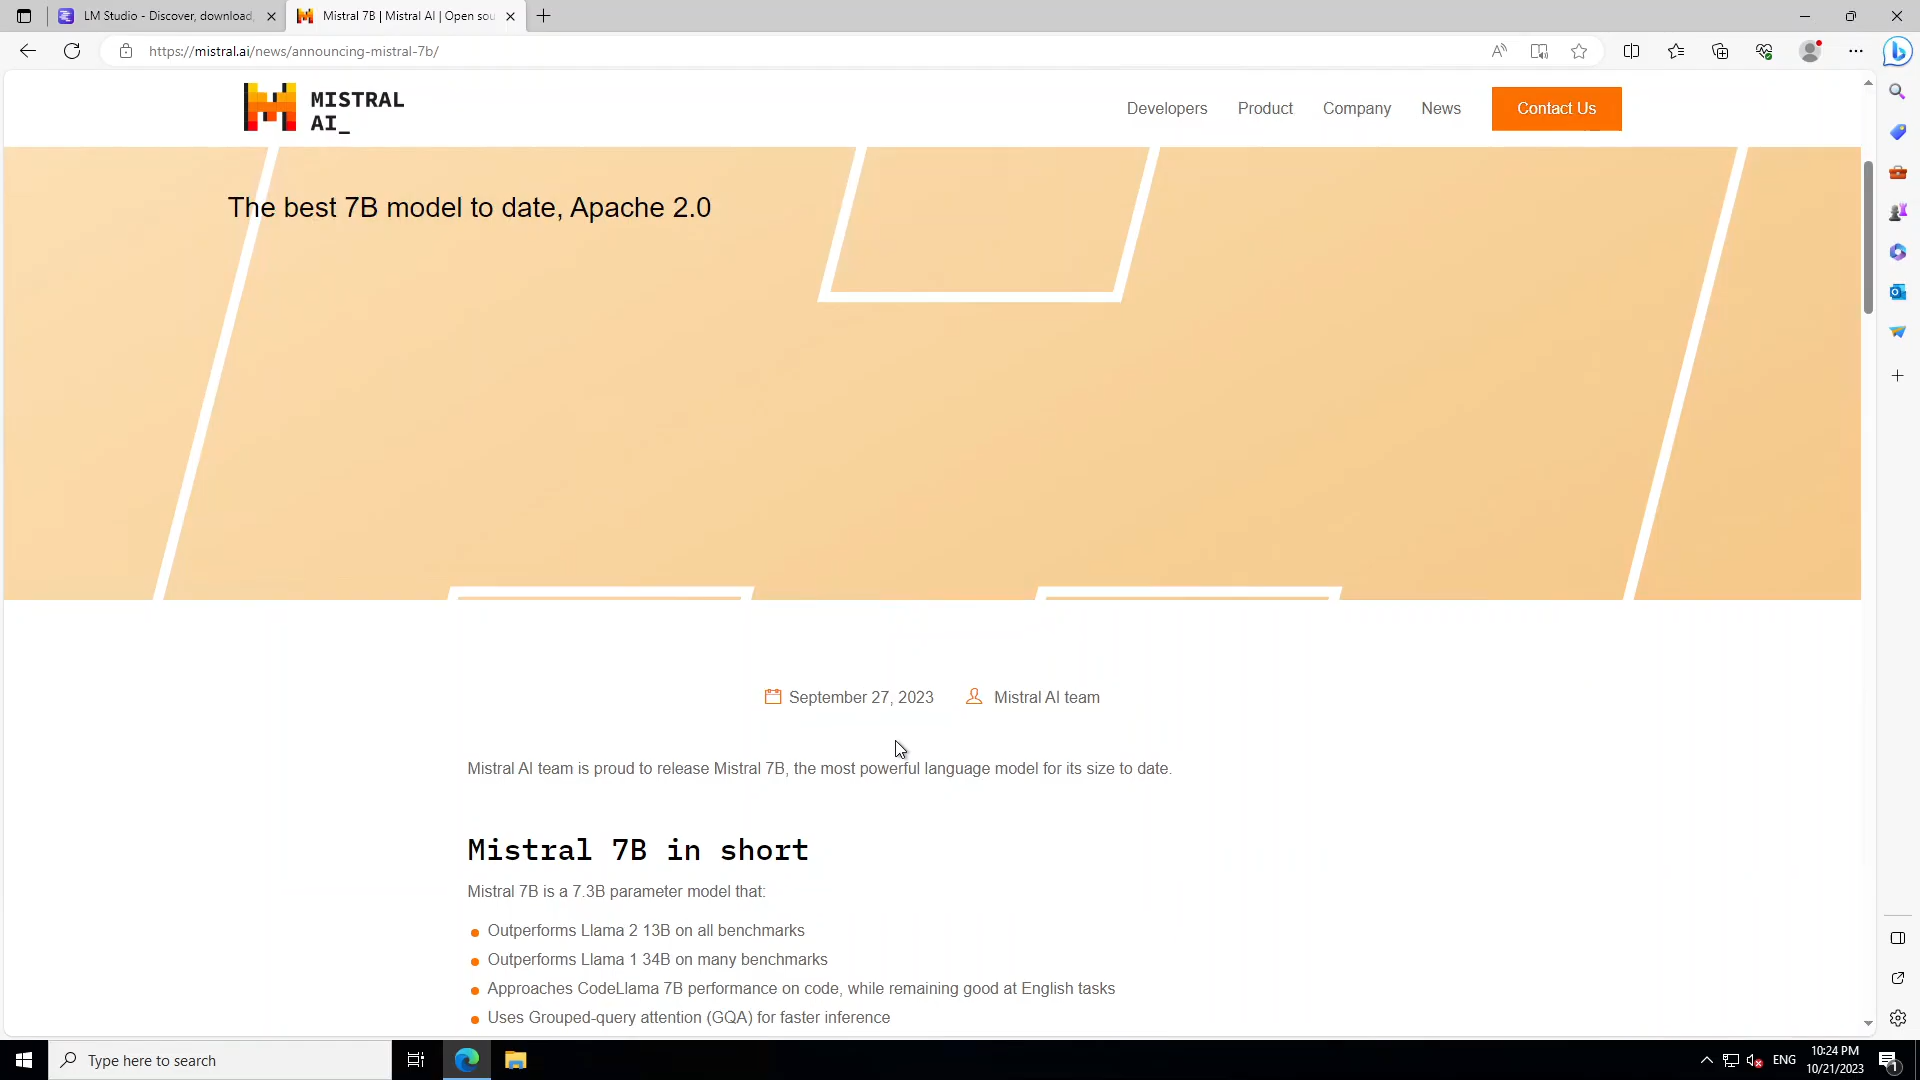 LM Studio - Discover, download,
Mistral 7B | Mistral AI | Open sou
https://mistral.ai/news/announcing-mistral-7b/
MISTRAL
AI_
Developers
Product
Company
News
Contact Us
The best 7B model to date, Apache 2.0
September 27, 2023
Mistral AI team
Mistral AI team is proud to release Mistral 7B, the most powerful language model for its size to date.
Mistral 7B in short
Mistral 7B is a 7.3B parameter model that:
Outperforms Llama 2 13B on all benchmarks
Outperforms Llama 1 34B on many benchmarks
Approaches CodeLlama 7B performance on code, while remaining good at English tasks
Uses Grouped-query attention (GQA) for faster inference
Type here to search
ENG
10:24 PM
10/21/2023
1